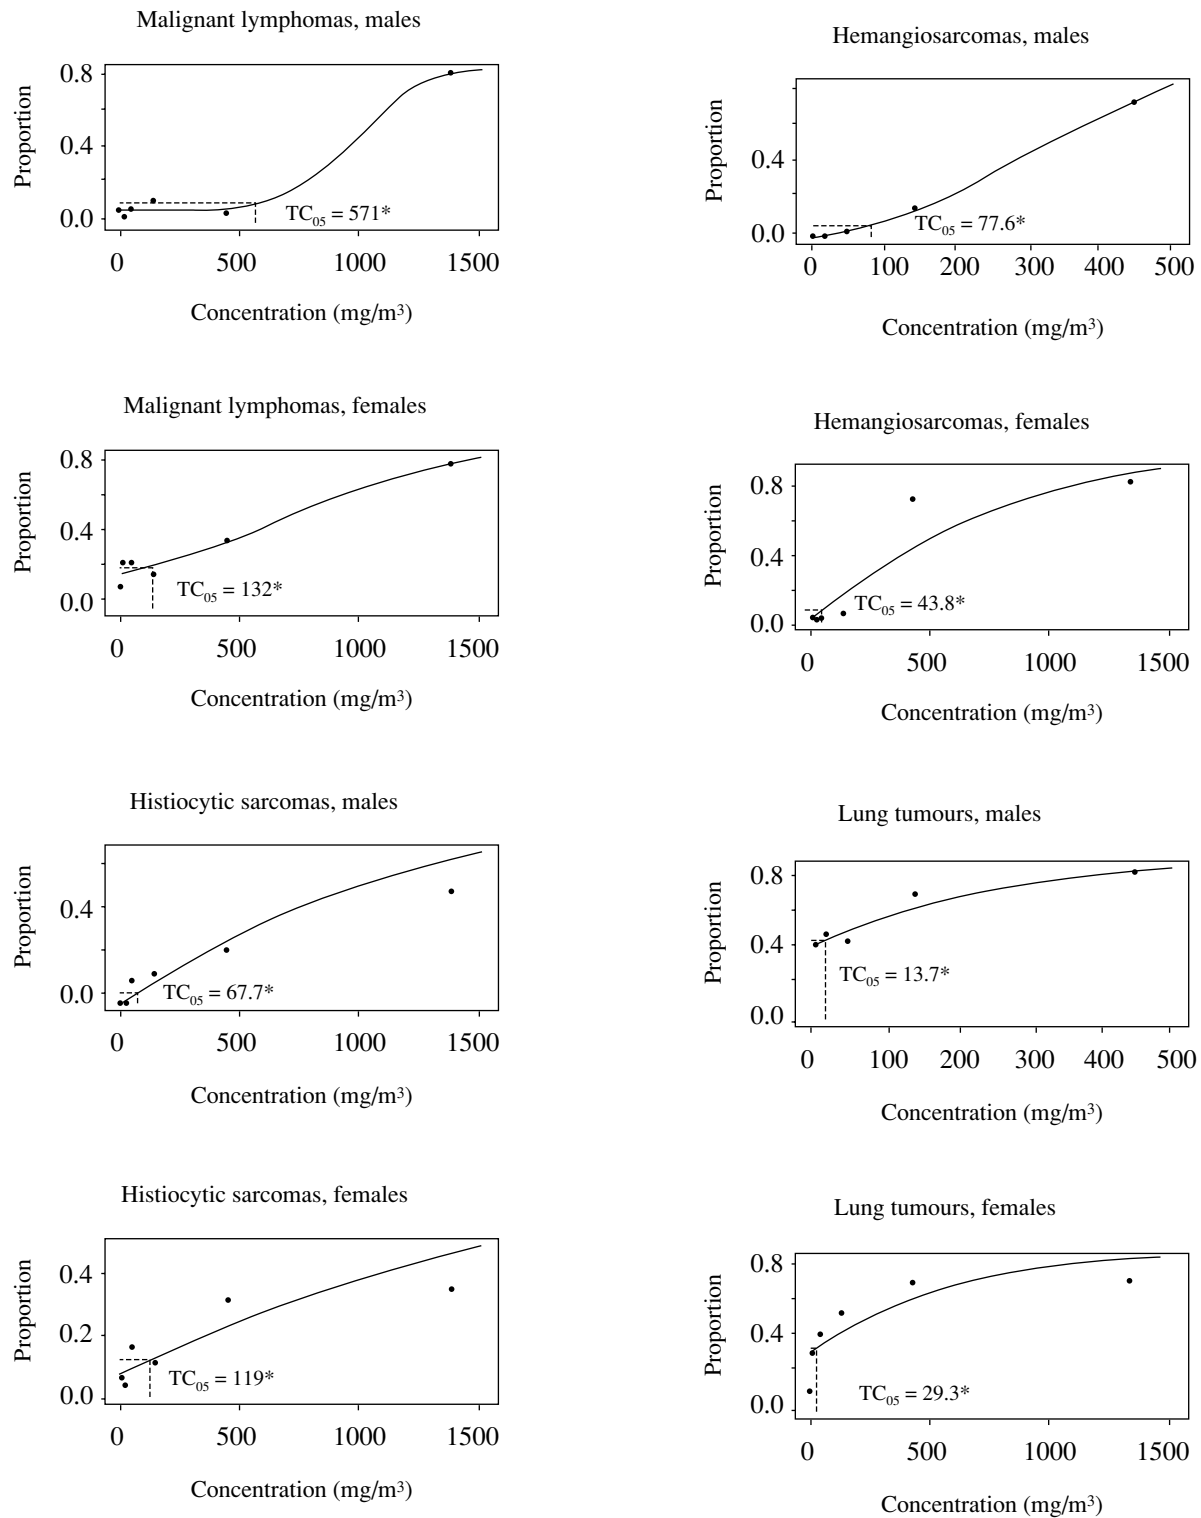 Malignant lymphomas, males
Proportion
0.8
0.4
0.0
TC05 = 571*
0 500 1000 1500
Concentration (mg/m3)
Hemangiosarcomas, males
Proportion
0.4
0.0
TC05 = 77.6*
0 100 200 300 400 500
Concentration (mg/m3)
Malignant lymphomas, females
Proportion
0.8
0.4
0.0
TC05 = 132*
0 500 1000 1500
Concentration (mg/m3)
Hemangiosarcomas, females
Proportion
0.8
0.4
0.0
TC05 = 43.8*
0 500 1000 1500
Concentration (mg/m3)
Histiocytic sarcomas, males
Proportion
0.4
0.0
TC05 = 67.7*
0 500 1000 1500
Concentration (mg/m3)
Lung tumours, males
Proportion
0.8
0.4
0.0
TC05 = 13.7*
0 100 200 300 400 500
Concentration (mg/m3)
Histiocytic sarcomas, females
Proportion
0.4
0.2
0.0
TC05 = 119*
0 500 1000 1500
Concentration (mg/m3)
Lung tumours, females
Proportion
0.8
0.4
0.0
TC05 = 29.3*
0 500 1000 1500
Concentration (mg/m3)